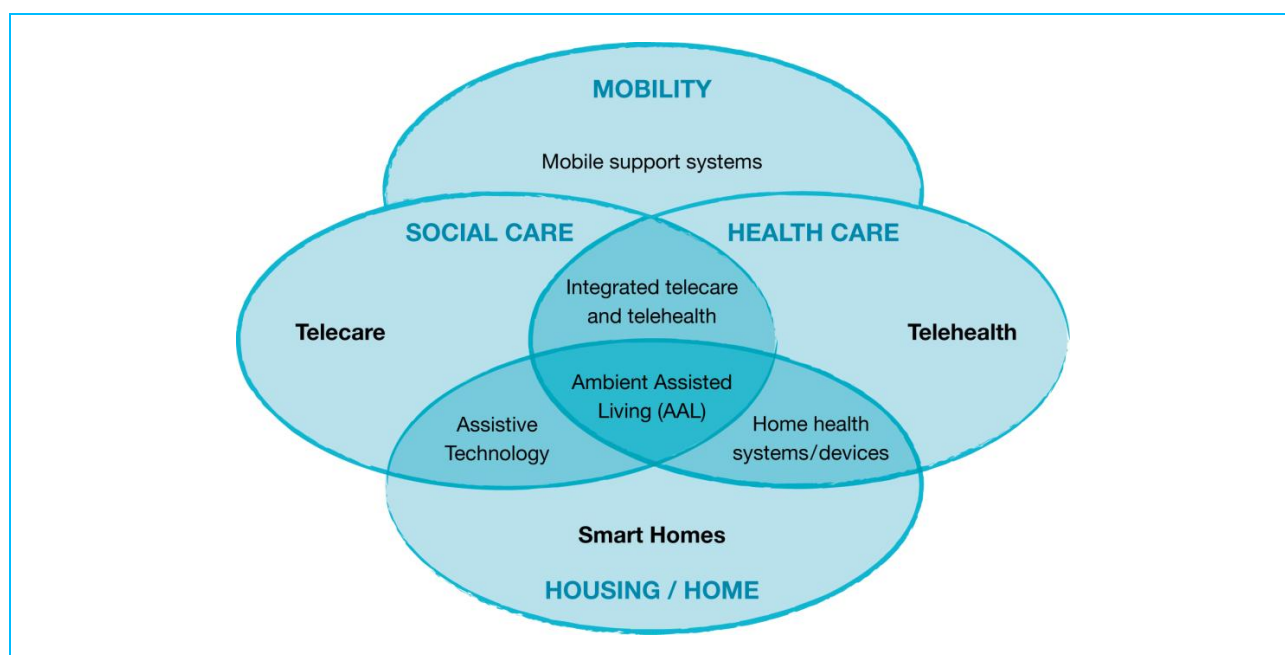 MOBILITY
Mobile support systems
SOCIAL CARE
HEALTH CARE
Integrated telecare
and telehealth
Telecare
Telehealth
Ambient Assisted
Living (AAL)
Assistive
Technology
Home health
systems/devices
Smart Homes
HOUSING / HOME